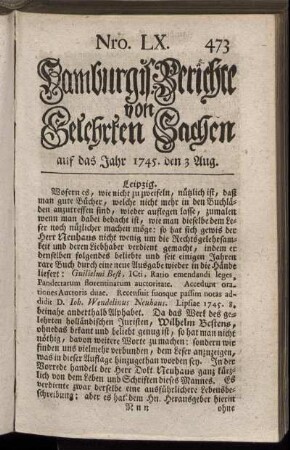 Nro. LX. 473
Hamburgis. Berichte
von
Gelehrten Sachen
auf das Jahr 1745. den 3 Aug.
Leipzig.
Wofern es, wie nicht zu zweifeln, nützlich ist, daß
man gute Bücher, welche nicht mehr in den Buchlä-
den anzutreffen sind, wieder auflegen lasse, zumalen
wenn man dabei bedacht ist, wie man dieselbe dem Le-
ser noch nützlicher machen möge: so hat sich gewis der
Herr Neuhaus nicht wenig um die Rechtsgelehrsam-
keit und deren Liebhaber verdient gemacht, indem er
denselben folgendes beliebte und seit einigen Jahren
rare Buch durch eine neue Ausgabe wieder in die Hände
liefert: Guilielmi Best, ICti, Ratio emendandi leges
Pandectarum florentinarum auctoritate. Accedunt ora-
tiones Auctoris duae. Recensuit suasque passim notas ad-
didit D. Ioh. Wendelinus Neuhaus. Lipsiae 1745. 8.
beinahe anderthalb Alphabet. Da das Werk des ge-
lehrten holländischen Juristen, Wilhelm Bestens,
ohnedas bekant und beliebt genug ist; so hat man nicht
nöthig, davon weitere Worte zu machen: sondern wir
finden uns vielmehr verbunden, dem Leser anzuzeigen,
was in dieser Auflage hinzugethan worden sey. In der
Vorrede handelt der Herr Dokt Neuhaus ganz kürz-
lich von dem Leben und Schriften dieses Mannes. Es
verdiente zwar derselbe eine ausführlichere Lebensbe-
schreibung; aber es hat dem Hn. Herausgeber hierin
N n n ohne